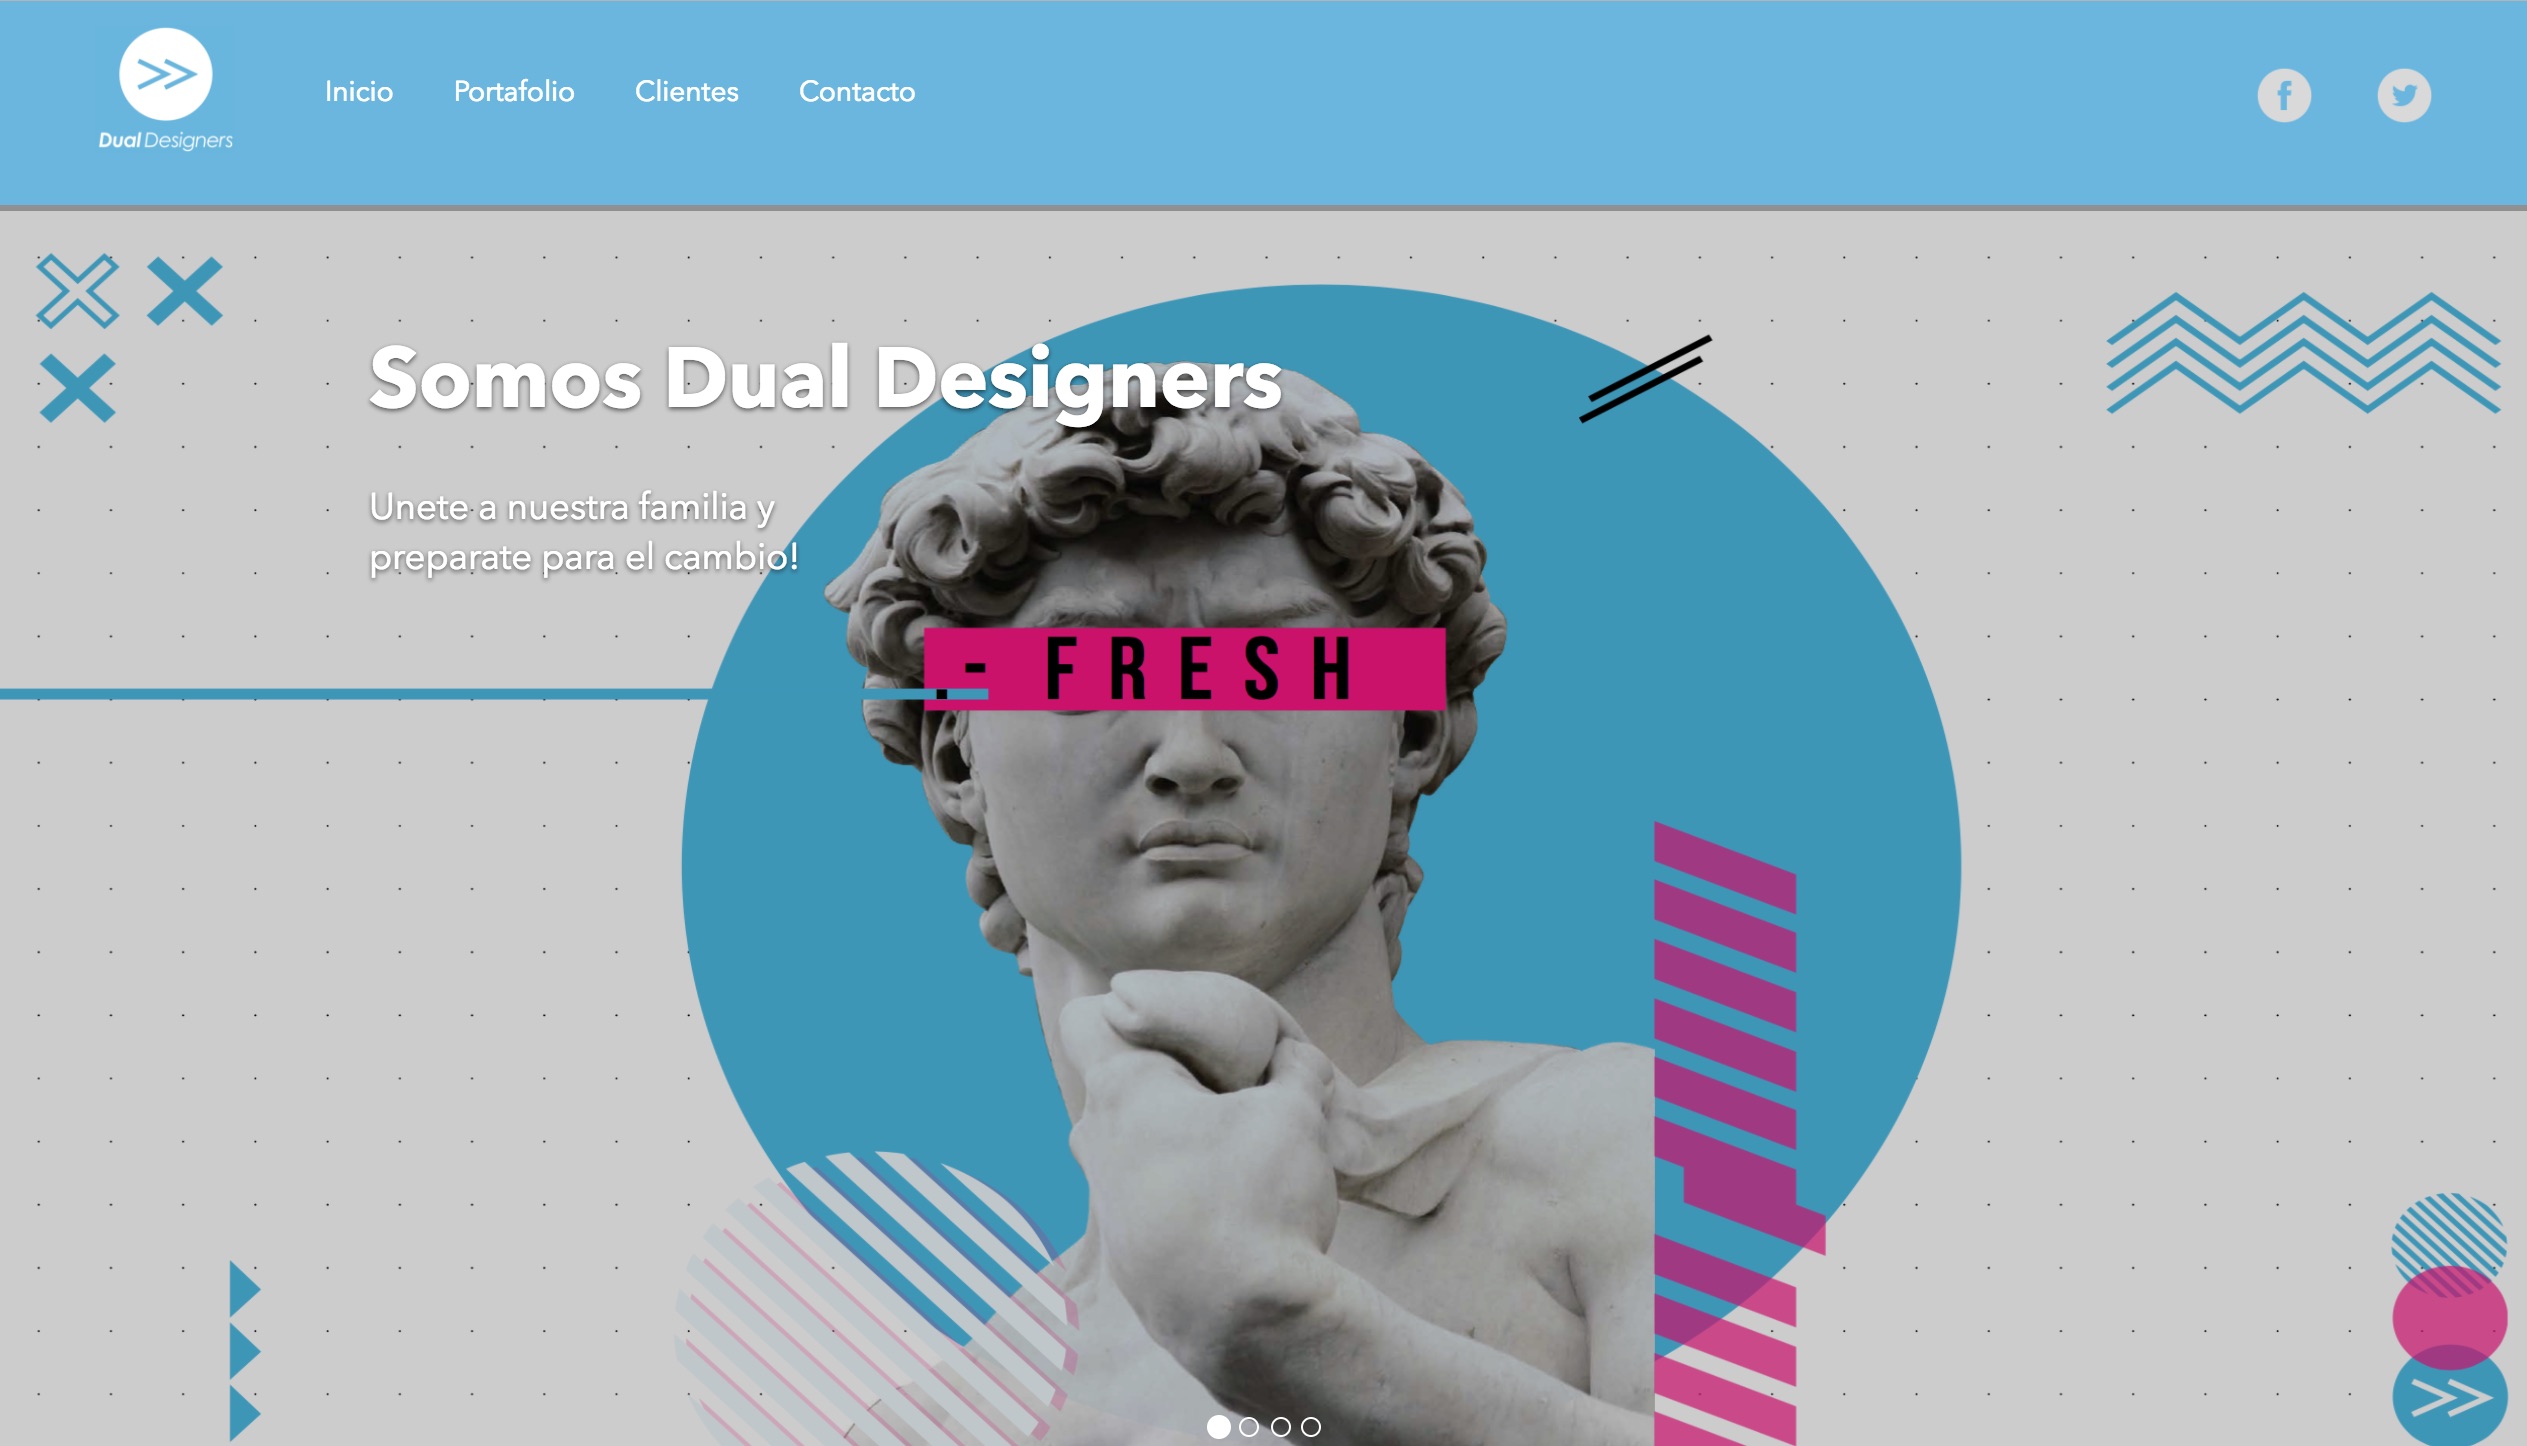 Dual Designers
Inicio
Portafolio
Clientes
Contacto
Somos Dual Designers
Unete a nuestra familia y
preparate para el cambio!
- FRESH